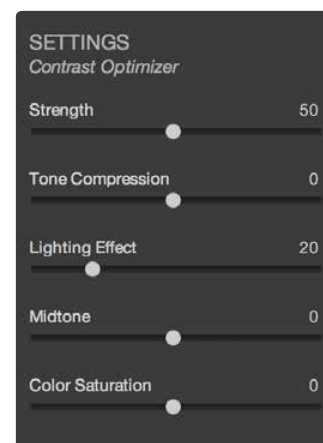 SETTINGS
Contrast Optimizer
Strength 50
Tone Compression 0
Lighting Effect 20
Midtone 0
Color Saturation 0